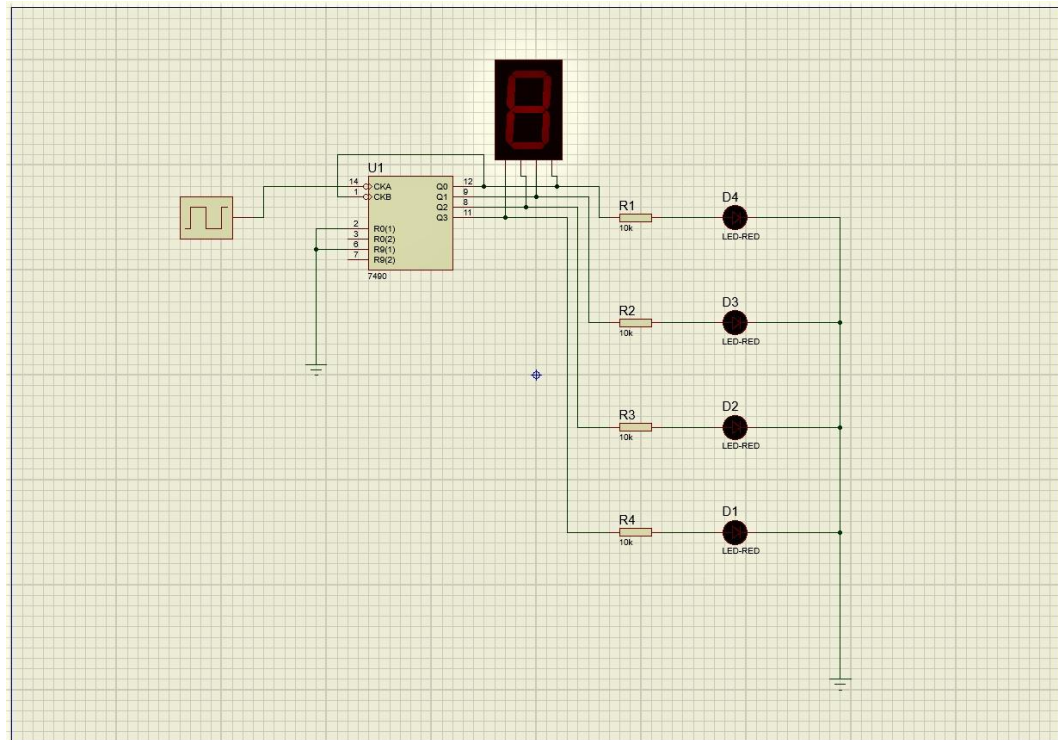 U1
14 CKA Q0 12
1 CKB Q1 9
Q2 8
Q3 11
2 R0(1)
3 R0(2)
6 R9(1)
7 R9(2)
7490
R1
10k
D4
LED-RED
R2
10k
D3
LED-RED
R3
10k
D2
LED-RED
R4
10k
D1
LED-RED